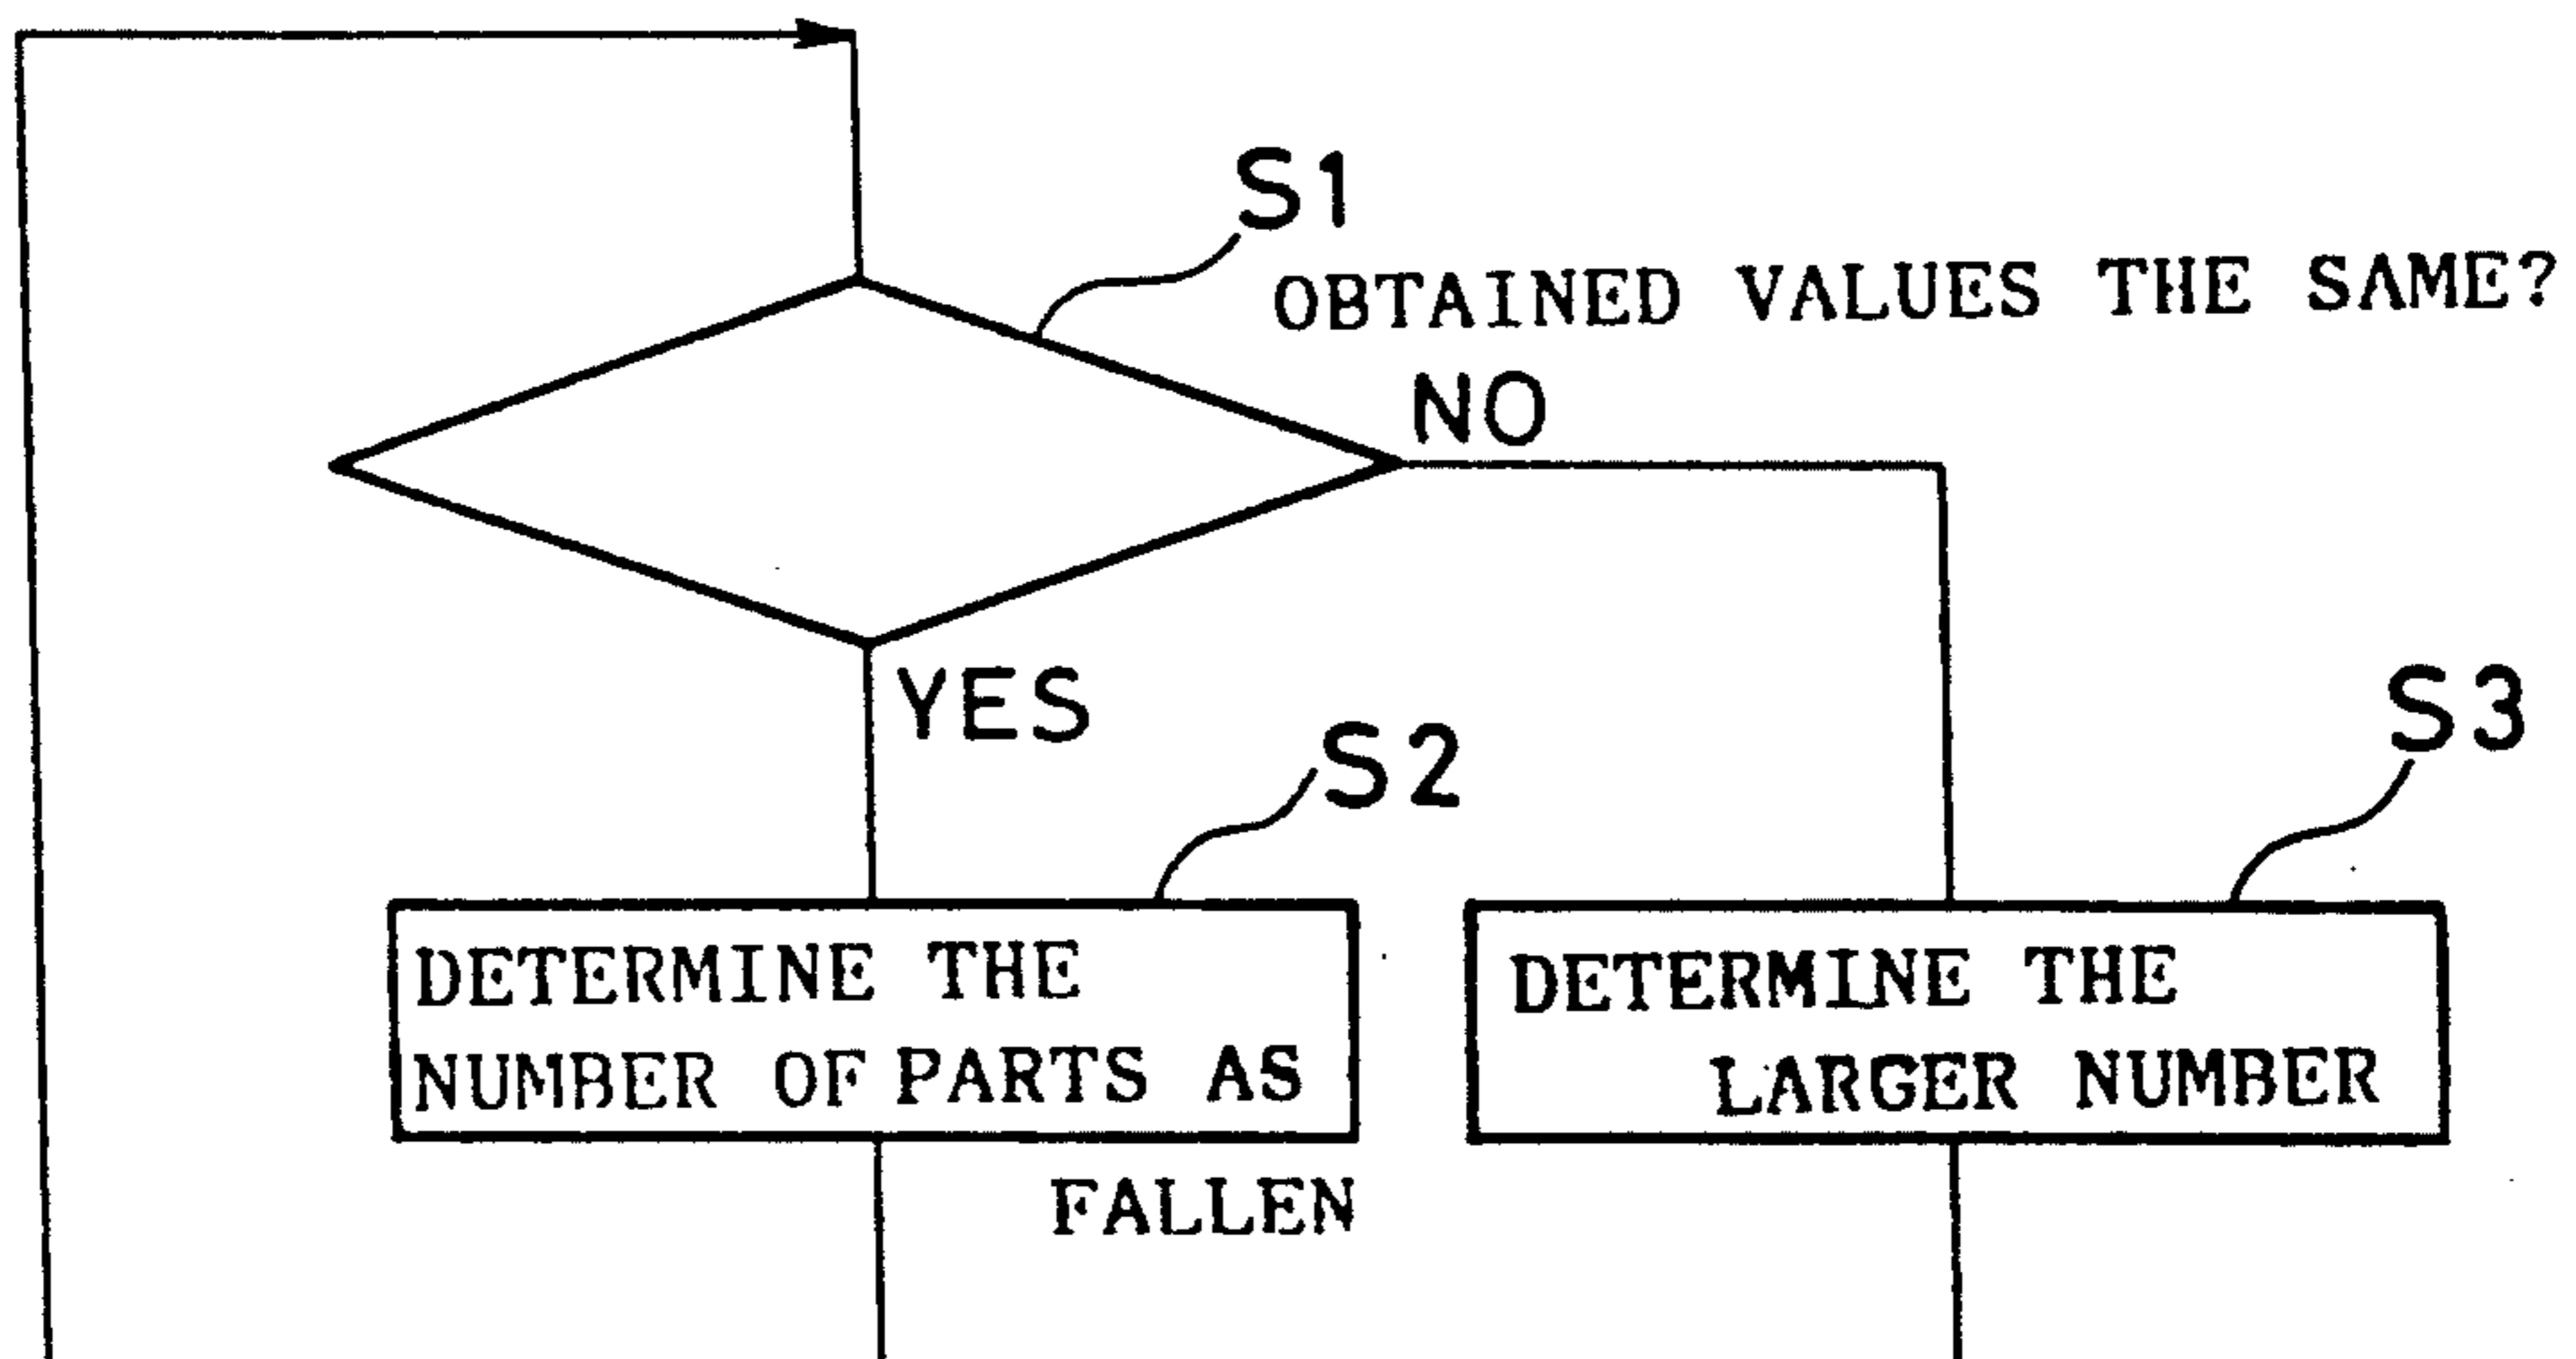 S1
OBTAINED VALUES THE SAME?
NO
YES
S2
S3
DETERMINE THE
NUMBER OF PARTS AS
FALLEN
DETERMINE THE
LARGER NUMBER